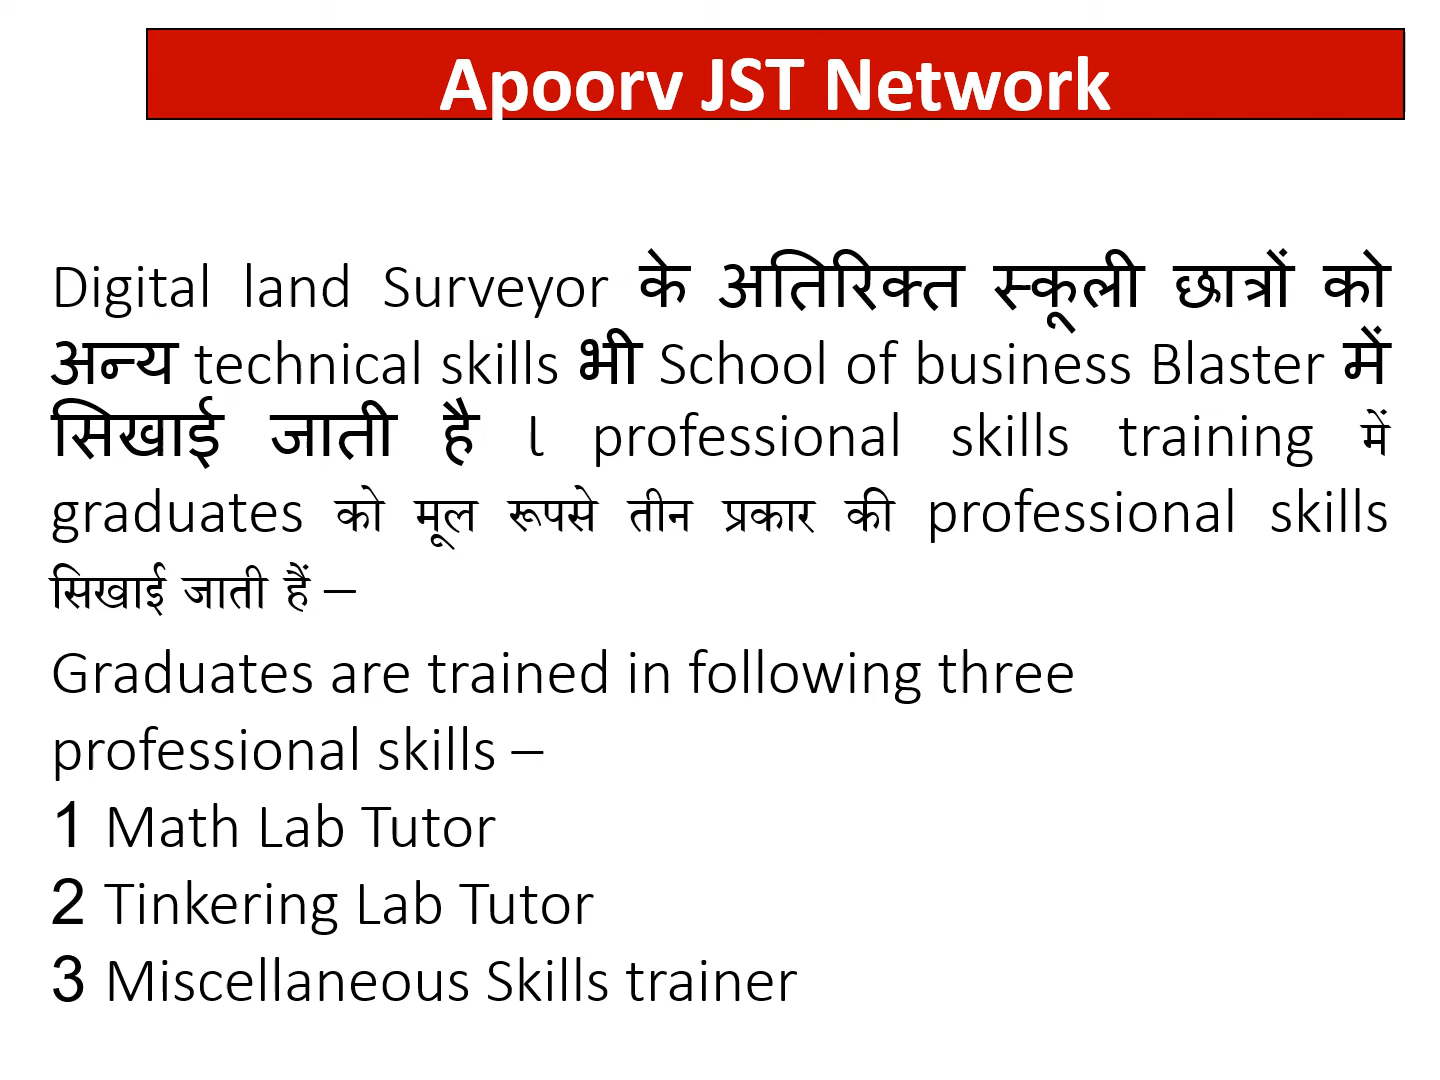 Apoorv JST Network
Digital land Surveyor के अतिरिक्त स्कूली छात्रों को
अन्य technical skills भी School of business Blaster में
सिखाई जाती है l professional skills training में
graduates को मूल रूपसे तीन प्रकार की professional skills
सिखाई जाती हैं –
Graduates are trained in following three
professional skills –
1 Math Lab Tutor
2 Tinkering Lab Tutor
3 Miscellaneous Skills trainer